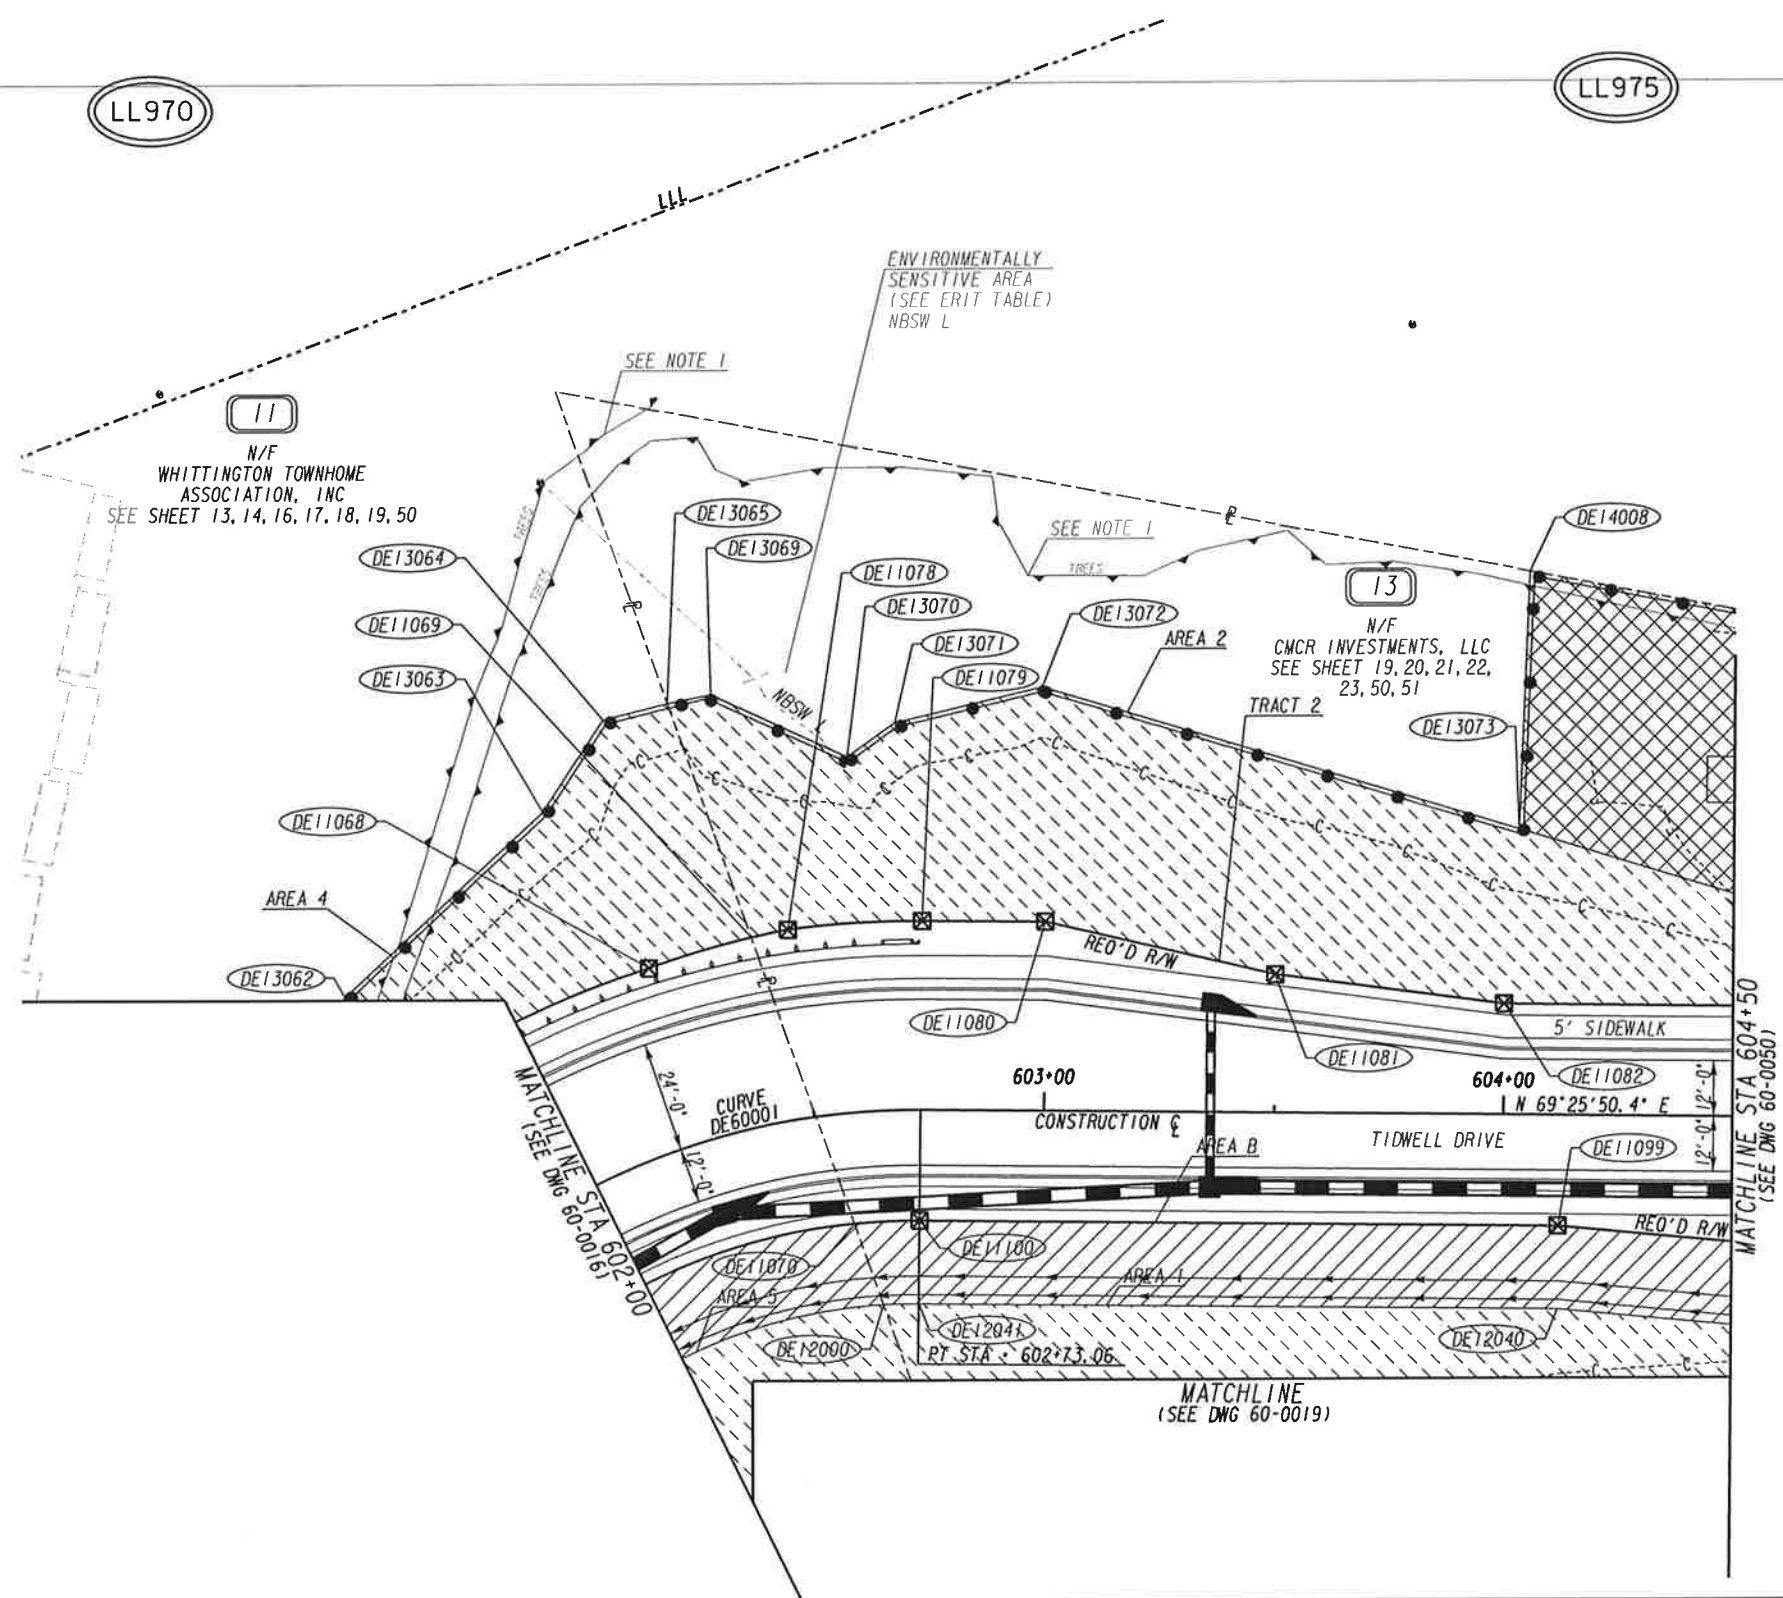 LL970
LL975
LLL
ENVIRONMENTALLY
SENSITIVE AREA
(SEE ERIT TABLE)
NBSW L
SEE NOTE 1
11
N/F
WHITTINGTON TOWNHOME
ASSOCIATION, INC
SEE SHEET 13, 14, 16, 17, 18, 19, 50
DE13065
DE14008
DE13064
DE13069
SEE NOTE 1
TREES
TREES
TREES
DE11078
13
DE13070
DE13072
DE11069
DE13071
AREA 2
N/F
CMCR INVESTMENTS, LLC
SEE SHEET 19, 20, 21, 22,
23, 50, 51
DE13063
DE11079
NBSW L
TRACT 2
DE13073
DE11068
AREA 4
DE13062
REQ'D R/W
DE11080
5' SIDEWALK
DE11081
DE11082
603+00
604+00
N 69°25'50.4" E
24'-0"
12'-0"
CURVE
DE60001
CONSTRUCTION
TIDWELL DRIVE
AREA B
DE11099
12'-0"
12'-0"
MATCHLINE STA 602+00
(SEE DWG 60-0016)
MATCHLINE STA 604+50
(SEE DWG 60-0050)
REQ'D R/W
DE11100
DE11070
AREA 1
AREA 5
DE12041
DE12040
DE12090
PT STA = 602+73.06
MATCHLINE
(SEE DWG 60-0019)